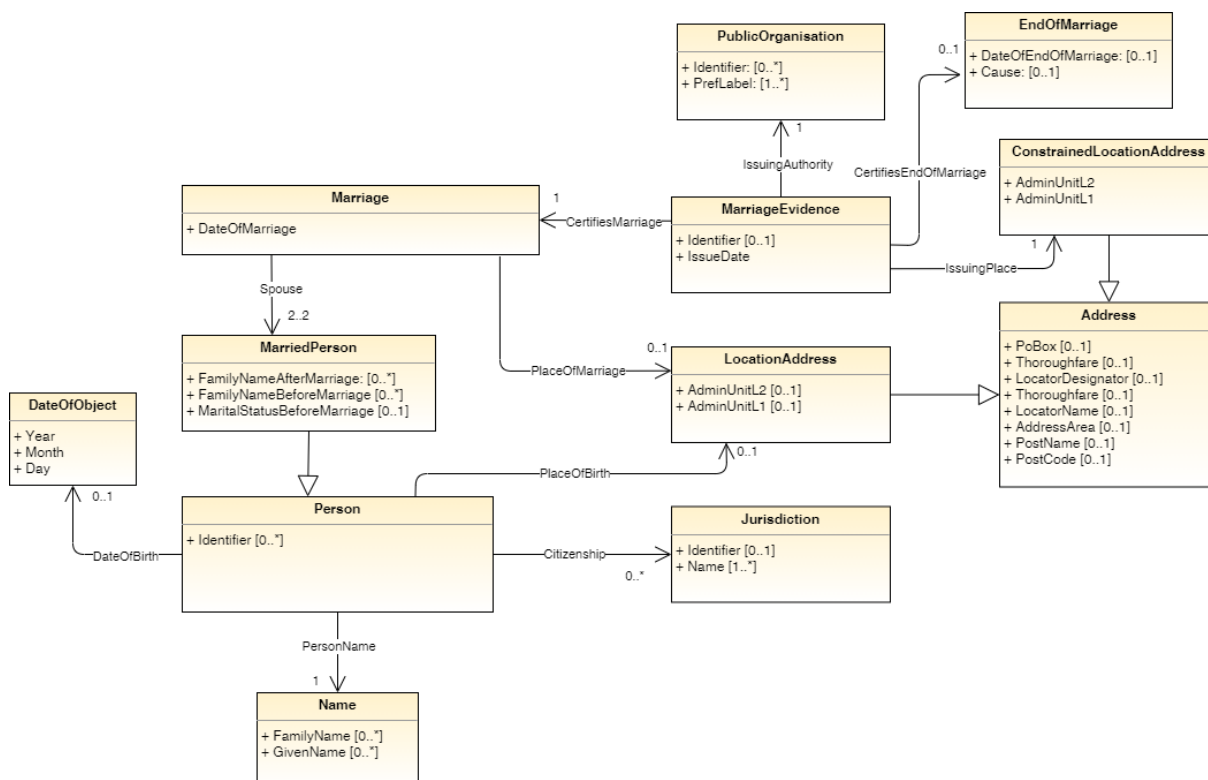 PublicOrganisation
+ Identifier: [0..*]
+ PrefLabel: [1..*]
EndOfMarriage
+ DateOfEndOfMarriage: [0..1]
+ Cause: [0..1]
0..1
1
IssuingAuthority
CertifiesEndOfMarriage
ConstrainedLocationAddress
+ AdminUnitL2
+ AdminUnitL1
Marriage
+ DateOfMarriage
1
CertifiesMarriage
MarriageEvidence
+ Identifier [0..1]
+ IssueDate
1
IssuingPlace
Spouse
2..2
MarriedPerson
+ FamilyNameAfterMarriage: [0..*]
+ FamilyNameBeforeMarriage [0..*]
+ MaritalStatusBeforeMarriage [0..1]
0..1
PlaceOfMarriage
LocationAddress
+ AdminUnitL2 [0..1]
+ AdminUnitL1 [0..1]
Address
+ PoBox [0..1]
+ Thoroughfare [0..1]
+ LocatorDesignator [0..1]
+ Thoroughfare [0..1]
+ LocatorName [0..1]
+ AddressArea [0..1]
+ PostName [0..1]
+ PostCode [0..1]
DateOfObject
+ Year
+ Month
+ Day
0..1
DateOfBirth
PlaceOfBirth
0..1
Person
+ Identifier [0..*]
Citizenship
0..*
Jurisdiction
+ Identifier [0..1]
+ Name [1..*]
PersonName
1
Name
+ FamilyName [0..*]
+ GivenName [0..*]